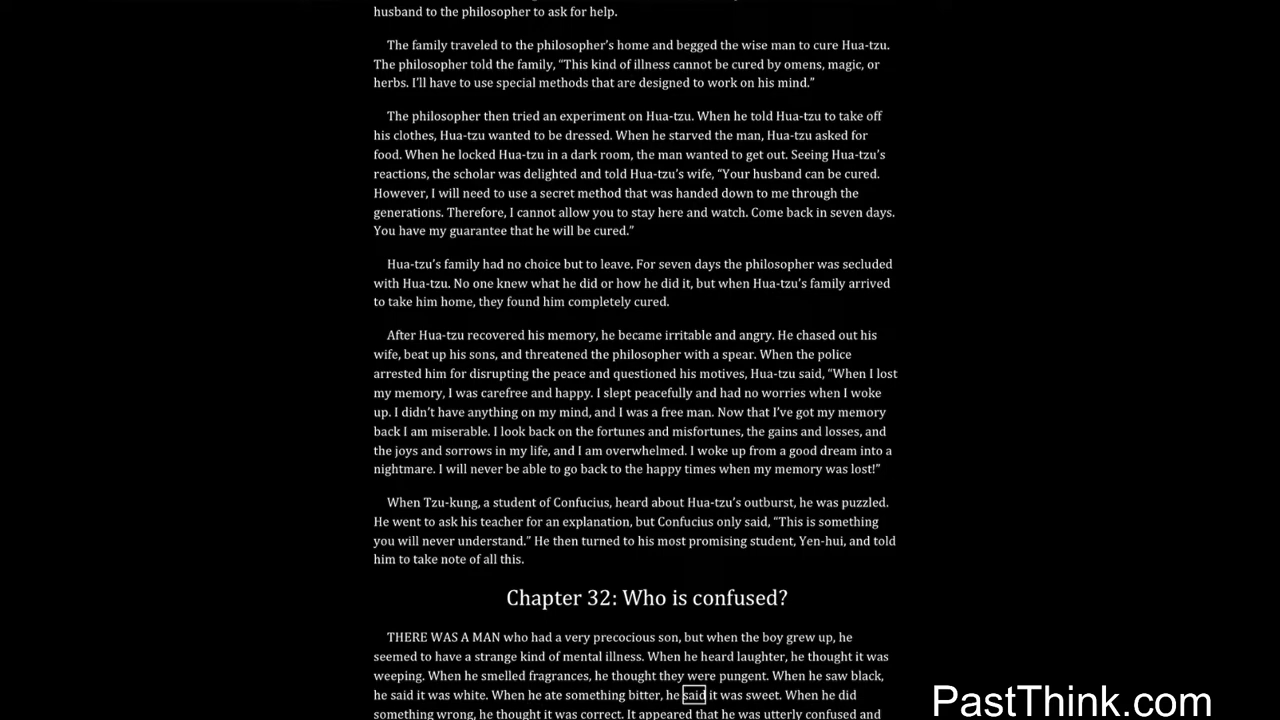 husband to the philosopher to ask for help.
The family traveled to the philosopher’s home and begged the wise man to cure Hua-tzu.
The philosopher told the family, “This kind of illness cannot be cured by omens, magic, or
herbs. I’ll have to use special methods that are designed to work on his mind.”
The philosopher then tried an experiment on Hua-tzu. When he told Hua-tzu to take off
his clothes, Hua-tzu wanted to be dressed. When he starved the man, Hua-tzu asked for
food. When he locked Hua-tzu in a dark room, the man wanted to get out. Seeing Hua-tzu’s
reactions, the scholar was delighted and told Hua-tzu’s wife, “Your husband can be cured.
However, I will need to use a secret method that was handed down to me through the
generations. Therefore, I cannot allow you to stay here and watch. Come back in seven days.
You have my guarantee that he will be cured.”
Hua-tzu’s family had no choice but to leave. For seven days the philosopher was secluded
with Hua-tzu. No one knew what he did or how he did it, but when Hua-tzu’s family arrived
to take him home, they found him completely cured.
After Hua-tzu recovered his memory, he became irritable and angry. He chased out his
wife, beat up his sons, and threatened the philosopher with a spear. When the police
arrested him for disrupting the peace and questioned his motives, Hua-tzu said, “When I lost
my memory, I was carefree and happy. I slept peacefully and had no worries when I woke
up. I didn’t have anything on my mind, and I was a free man. Now that I’ve got my memory
back I am miserable. I look back on the fortunes and misfortunes, the gains and losses, and
the joys and sorrows in my life, and I am overwhelmed. I woke up from a good dream into a
nightmare. I will never be able to go back to the happy times when my memory was lost!”
When Tzu-kung, a student of Confucius, heard about Hua-tzu’s outburst, he was puzzled.
He went to ask his teacher for an explanation, but Confucius only said, “This is something
you will never understand.” He then turned to his most promising student, Yen-hui, and told
him to take note of all this.
Chapter 32: Who is confused?
THERE WAS A MAN who had a very precocious son, but when the boy grew up, he
seemed to have a strange kind of mental illness. When he heard laughter, he thought it was
weeping. When he smelled fragrances, he thought they were pungent. When he saw black,
he said it was white. When he ate something bitter, he said it was sweet. When he did
something wrong, he thought it was correct. It appeared that he was utterly confused and
PastThink.com